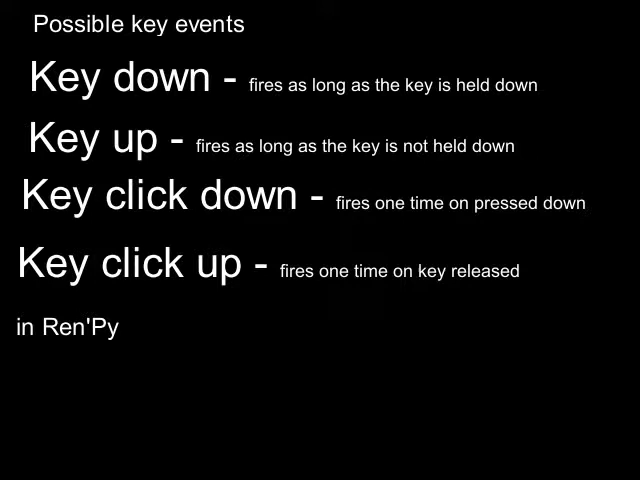 Possible key events
Key down - fires as long as the key is held down
Key up - fires as long as the key is not held down
Key click down - fires one time on pressed down
Key click up - fires one time on key released
in Ren'Py